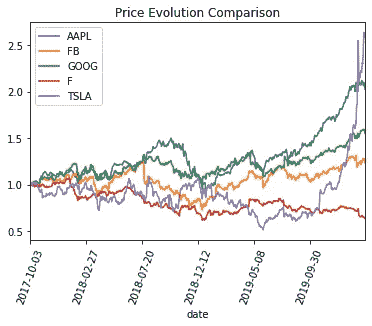 Price Evolution Comparison
AAPL
FB
GOOG
F
TSLA
2.5
2.0
1.5
1.0
0.5
2017-10-03
2018-02-27
2018-07-20
2018-12-12
2019-05-08
2019-09-30
date